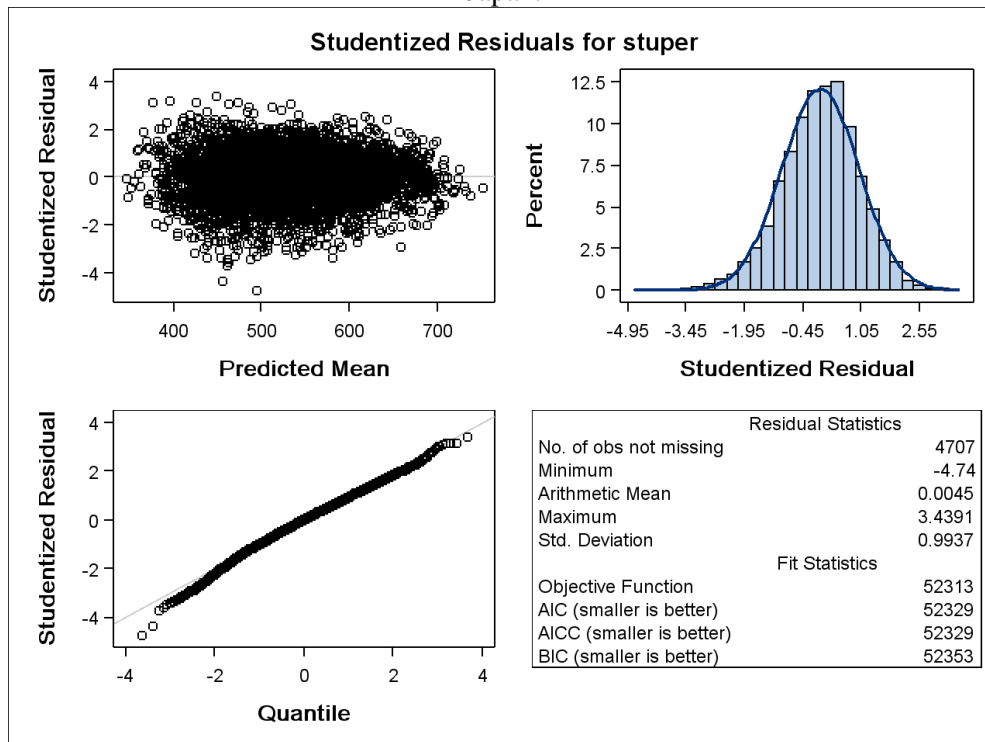 Studentized Residuals for stuper
Studentized Residual
4
2
0
-2
-4
400 500 600 700
Predicted Mean
Percent
12.5
10
7.5
5
2.5
0
-4.95 -3.45 -1.95 -0.45 1.05 2.55
Studentized Residual
Studentized Residual
4
2
0
-2
-4
-4 -2 0 2 4
Quantile
Residual Statistics
No. of obs not missing 4707
Minimum -4.74
Arithmetic Mean 0.0045
Maximum 3.4391
Std. Deviation 0.9937
Fit Statistics
Objective Function 52313
AIC (smaller is better) 52329
AICC (smaller is better) 52329
BIC (smaller is better) 52353